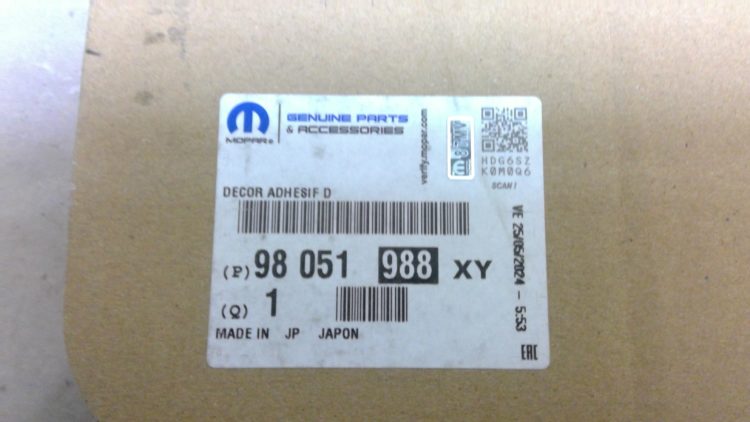 MOPAR®
GENUINE PARTS
& ACCESSORIES
verify.mopar.com
HDG6SZ
K0M0Q6
SCAN!
DECOR ADHESIF D
(P) 98 051 988 XY
(Q) 1
MADE IN JP JAPON
VE 25/05/2024 - 5:53
EAC